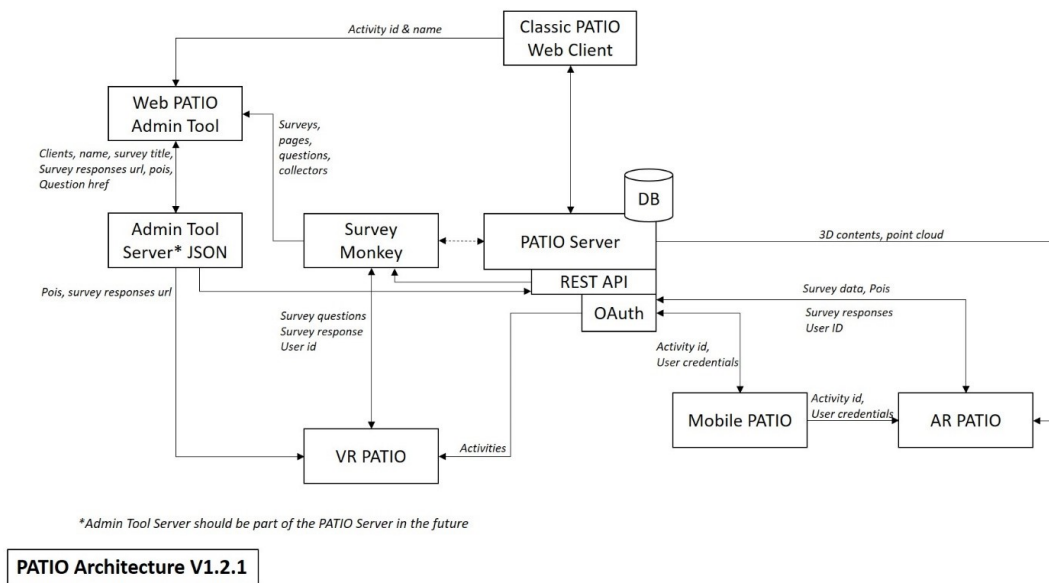 Activity id & name
Classic PATIO
Web Client
Web PATIO
Admin Tool
Surveys,
pages,
questions,
collectors
Clients, name, survey title,
Survey responses url, pois,
Question href
DB
Admin Tool
Server* JSON
Survey
Monkey
PATIO Server
3D contents, point cloud
REST API
Pois, survey responses url
OAuth
Survey data, Pois
Survey questions
Survey response
User id
Survey responses
User ID
Activity id,
User credentials
Mobile PATIO
Activity id,
User credentials
AR PATIO
VR PATIO
Activities
*Admin Tool Server should be part of the PATIO Server in the future
PATIO Architecture V1.2.1